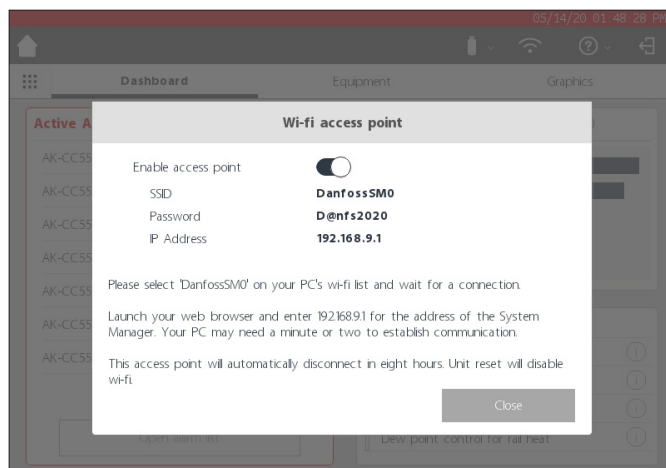 05/14/20 01:48:28 PM
Dashboard Equipment Graphics
Active A
Wi-fi access point
AK-CC55
Enable access point
AK-CC55
SSID DanfossSM0
Password D@nfs2020
AK-CC55
IP Address 192.168.9.1
AK-CC55
AK-CC55
Please select 'DanfossSM0' on your PC's wi-fi list and wait for a connection.
Launch your web browser and enter 192.168.9.1 for the address of the System
AK-CC55
Manager. Your PC may need a minute or two to establish communication.
AK-CC55
This access point will automatically disconnect in eight hours. Unit reset will disable
wi-fi.
Close
Open alarm list
Dew point control for rail heat